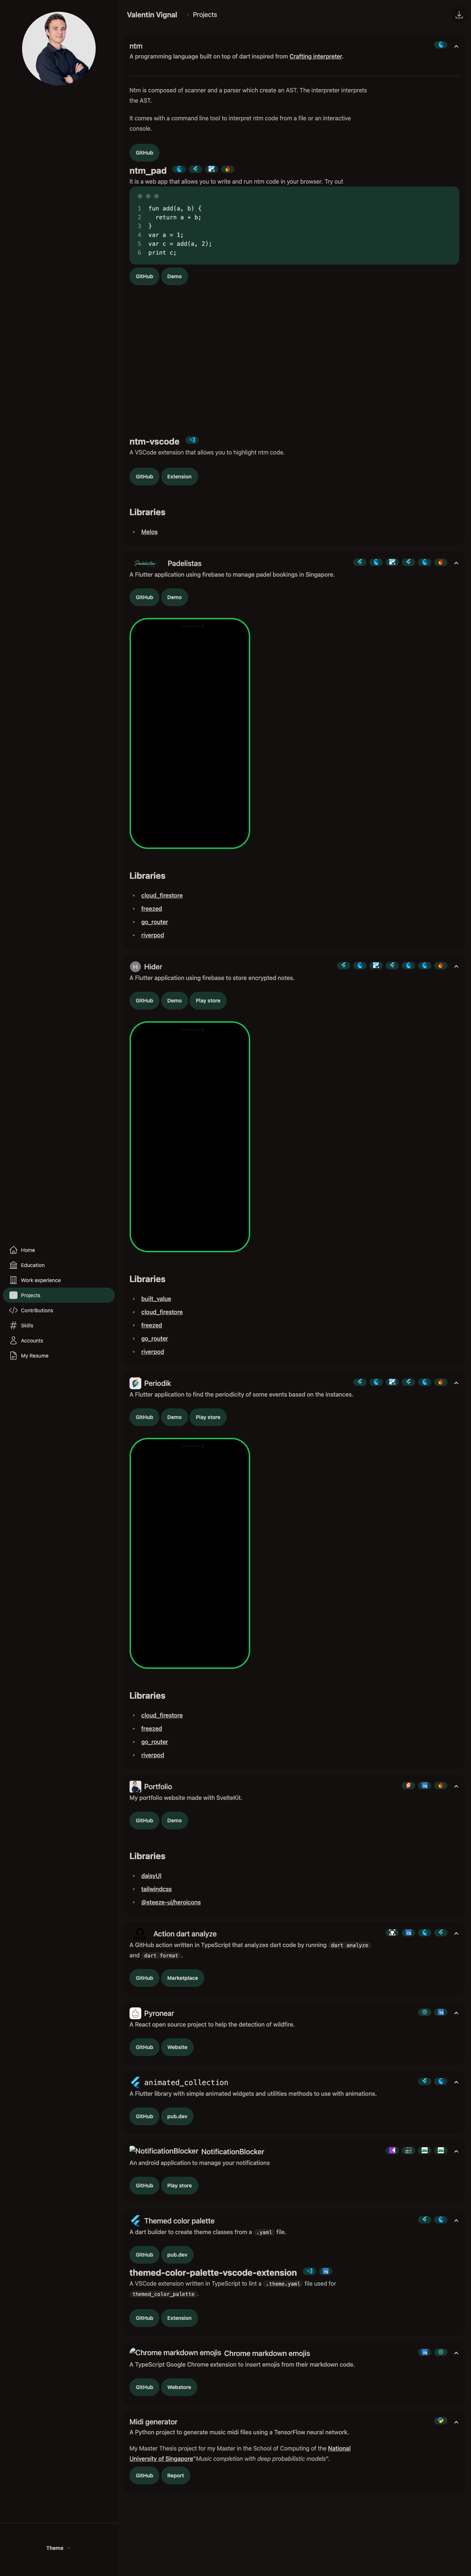 Valentin Vignal
Projects
ntm
A programming language built on top of dart inspired from Crafting interpreter.
Ntm is composed of scanner and a parser which create an AST. The interpreter interprets
the AST.
It comes with a command line tool to interpret ntm code from a file or an interactive
console.
GitHub
ntm_pad
It is a web app that allows you to write and run ntm code in your browser. Try out
1 fun add(a, b) {
2 return a + b;
3 }
4 var a = 1;
5 var c = add(a, 2);
6 print c;
GitHub Demo
ntm-vscode
A VSCode extension that allows you to highlight ntm code.
GitHub Extension
Libraries
Melos
Padelistas Padelistas
A Flutter application using firebase to manage padel bookings in Singapore.
GitHub Demo
Libraries
cloud_firestore
freezed
go_router
riverpod
H Hider
A Flutter application using firebase to store encrypted notes.
GitHub Demo Play store
Libraries
built_value
cloud_firestore
freezed
go_router
riverpod
Home
Education
Work experience
Projects
Contributions
Skills
Accounts
My Resume
Periodik
A Flutter application to find the periodicity of some events based on the instances.
GitHub Demo Play store
Libraries
cloud_firestore
freezed
go_router
riverpod
Portfolio
My portfolio website made with SvelteKit.
GitHub Demo
Libraries
daisyUI
tailwindcss
@steeze-ui/heroicons
Action dart analyze
A GitHub action written in TypeScript that analyzes dart code by running dart analyze
and dart format.
GitHub Marketplace
Pyronear
A React open source project to help the detection of wildfire.
GitHub Website
animated_collection
A Flutter library with simple animated widgets and utilities methods to use with animations.
GitHub pub.dev
NotificationBlocker NotificationBlocker
An android application to manage your notifications
GitHub Play store
Themed color palette
A dart builder to create theme classes from a .yaml file.
GitHub pub.dev
themed-color-palette-vscode-extension
A VSCode extension written in TypeScript to lint a .theme.yaml file used for
themed_color_palette.
GitHub Extension
Chrome markdown emojis Chrome markdown emojis
A TypeScript Google Chrome extension to insert emojis from their markdown code.
GitHub Webstore
Midi generator
A Python project to generate music midi files using a TensorFlow neural network.
My Master Thesis project for my Master in the School of Computing of the National
University of Singapore"Music completion with deep probabilistic models".
GitHub Report
Theme